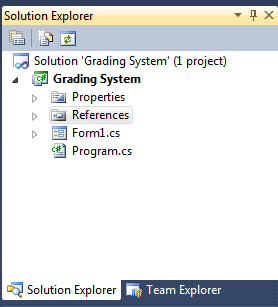 Solution Explorer
Solution 'Grading System' (1 project)
Grading System
Properties
References
Form1.cs
Program.cs
Solution Explorer
Team Explorer